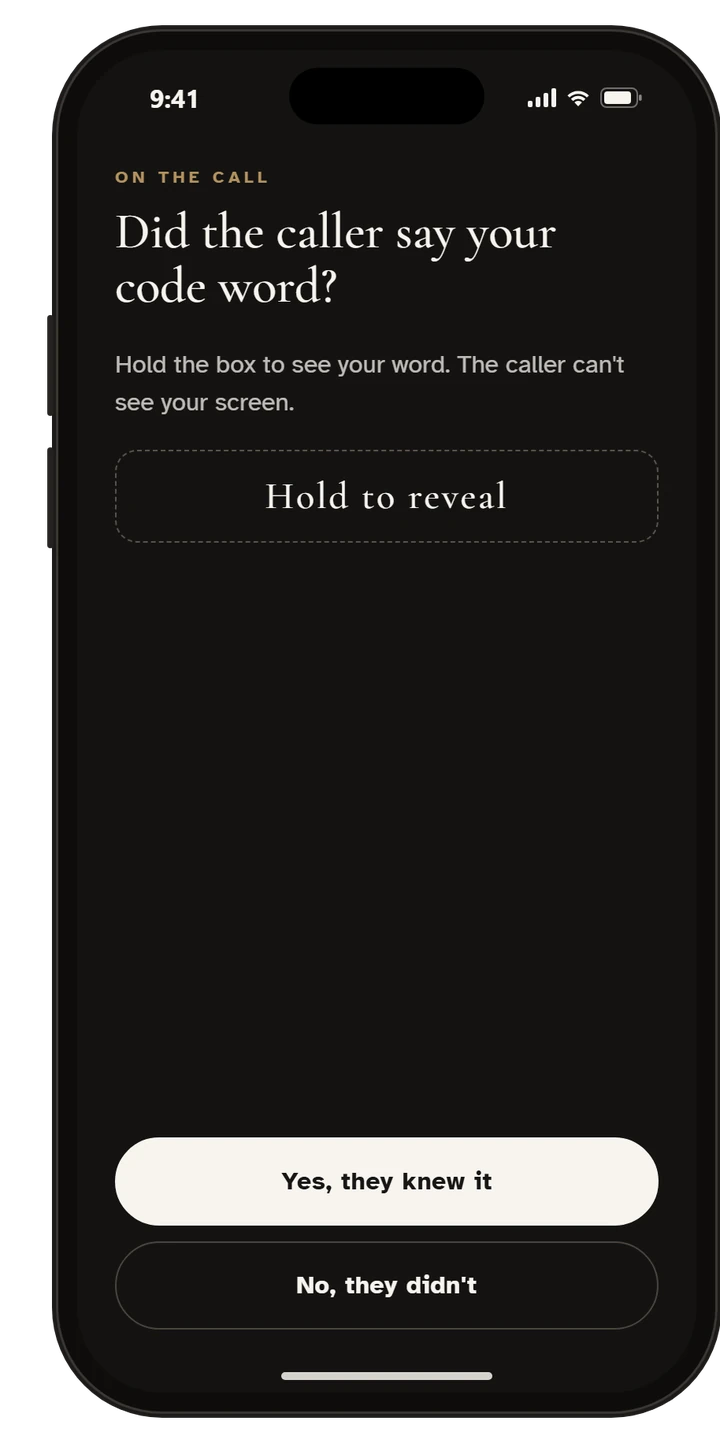 9:41
ON THE CALL
Did the caller say your
code word?
Hold the box to see your word. The caller can't
see your screen.
Hold to reveal
Yes, they knew it
No, they didn't